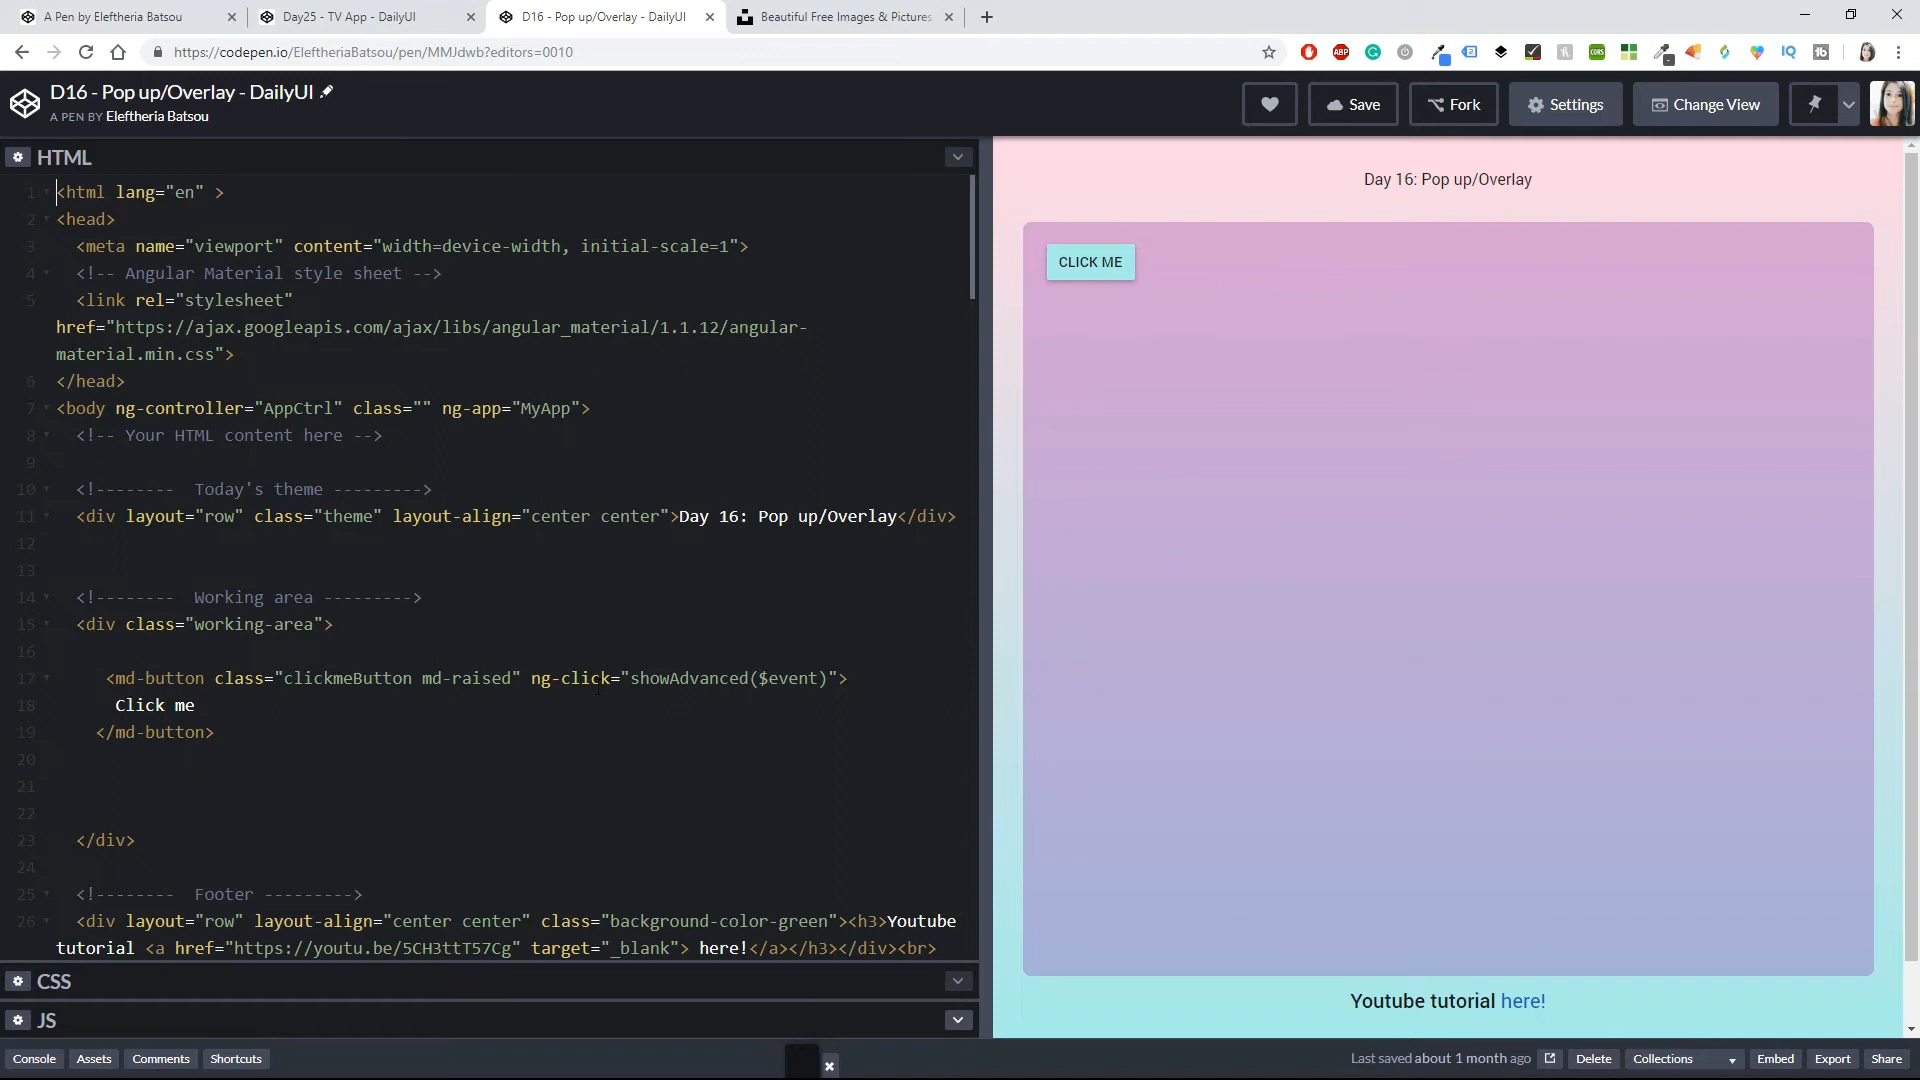 A Pen by Eleftheria Batsou
Day25 - TV App - DailyUI
D16 - Pop up/Overlay - DailyUI
Beautiful Free Images & Pictures
https://codepen.io/EleftheriaBatsou/pen/MMJdwb?editors=0010
D16 - Pop up/Overlay - DailyUI
A PEN BY Eleftheria Batsou
Save
Fork
Settings
Change View
HTML
1 <html lang="en" >
2 <head>
3 <meta name="viewport" content="width=device-width, initial-scale=1">
4 <!-- Angular Material style sheet -->
5 <link rel="stylesheet"
href="https://ajax.googleapis.com/ajax/libs/angular_material/1.1.12/angular-
material.min.css">
6 </head>
7 <body ng-controller="AppCtrl" class="" ng-app="MyApp">
8 <!-- Your HTML content here -->
9
10 <!-------- Today's theme --------->
11 <div layout="row" class="theme" layout-align="center center">Day 16: Pop up/Overlay</div>
12
13
14 <!-------- Working area --------->
15 <div class="working-area">
16
17 <md-button class="clickmeButton md-raised" ng-click="showAdvanced($event)">
18 Click me
19 </md-button>
20
21
22
23 </div>
24
25 <!-------- Footer --------->
26 <div layout="row" layout-align="center center" class="background-color-green"><h3>Youtube
tutorial <a href="https://youtu.be/5CH3ttT57Cg" target="_blank"> here!</a></h3></div><br>
CSS
JS
Day 16: Pop up/Overlay
CLICK ME
Youtube tutorial here!
Console
Assets
Comments
Shortcuts
Last saved about 1 month ago
Delete
Collections
Embed
Export
Share